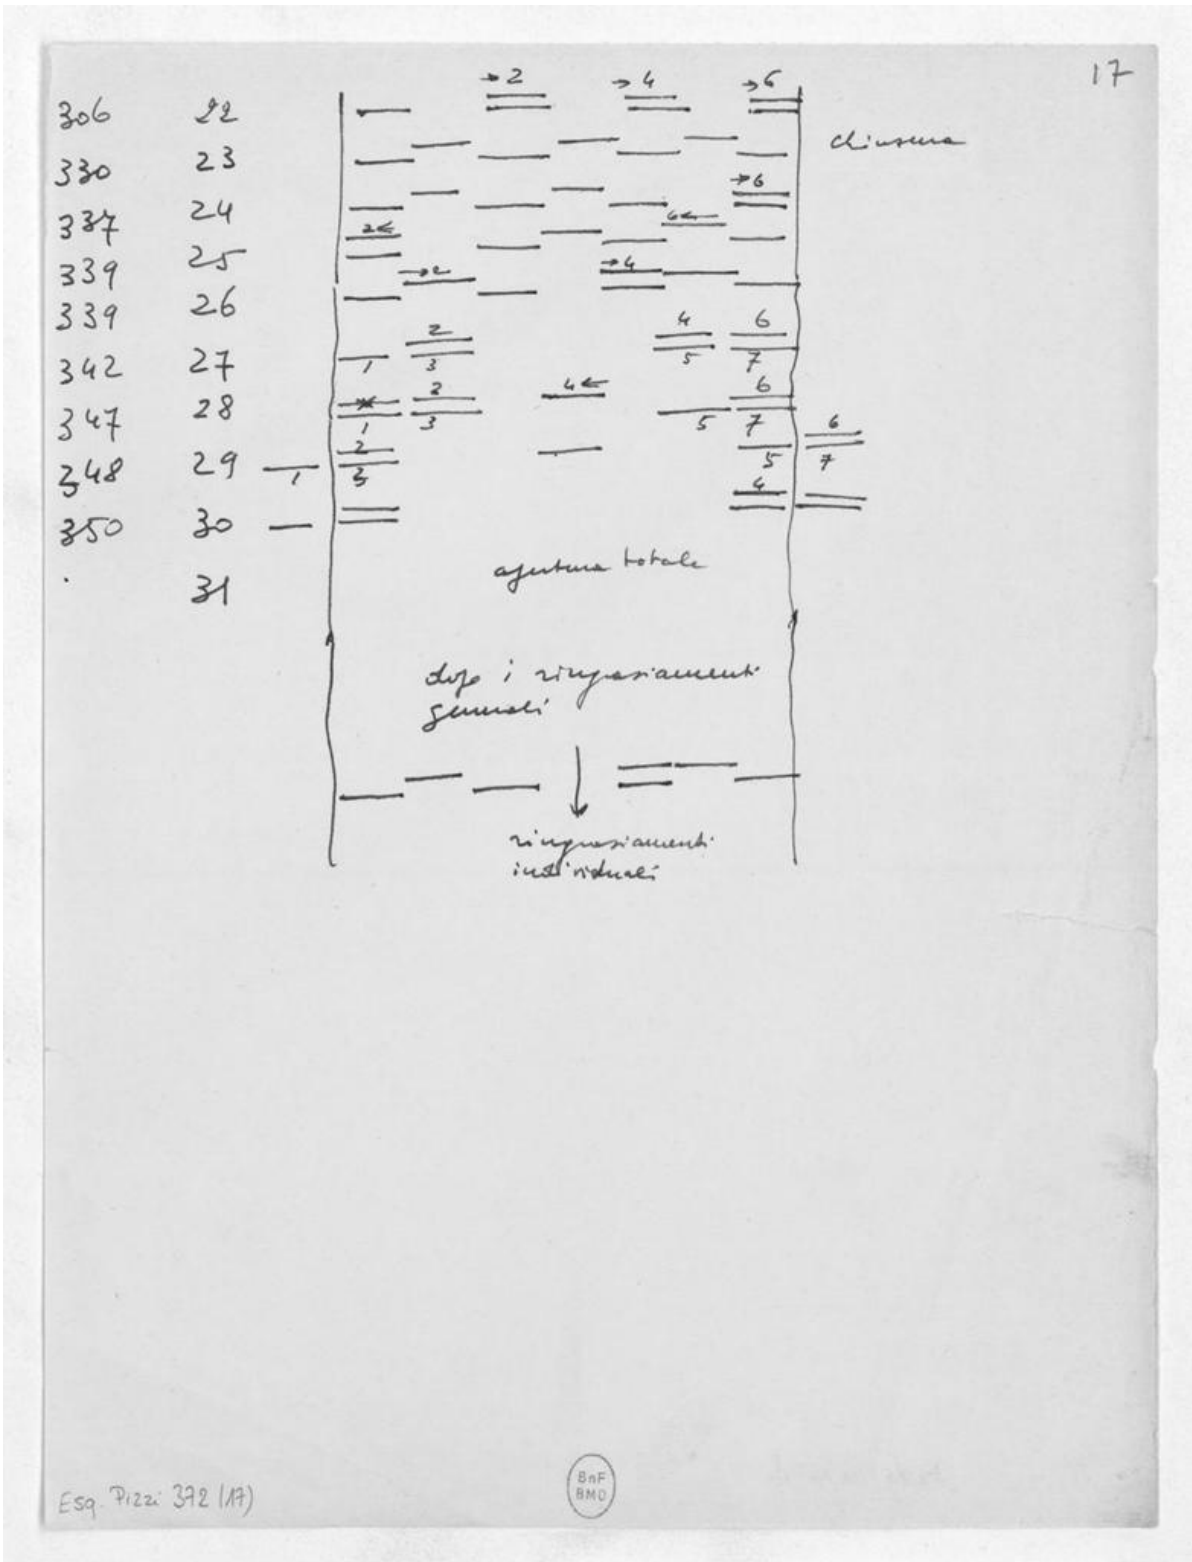 17
→2 →4 →6
306 22
chiusura
330 23
→6
337 24
2← 6←
339 25
→2 →4
339 26
2 4 6
342 27 1 3 5 7
2 4← 6
347 28 1 3 5 7
2 6
348 29 1 3 5 7
4
350 30
apertura totale
31
dopo i ringraziamenti
generali
ringraziamenti
individuali
Esq. Pizzi 372 (17)
BnF
BMO